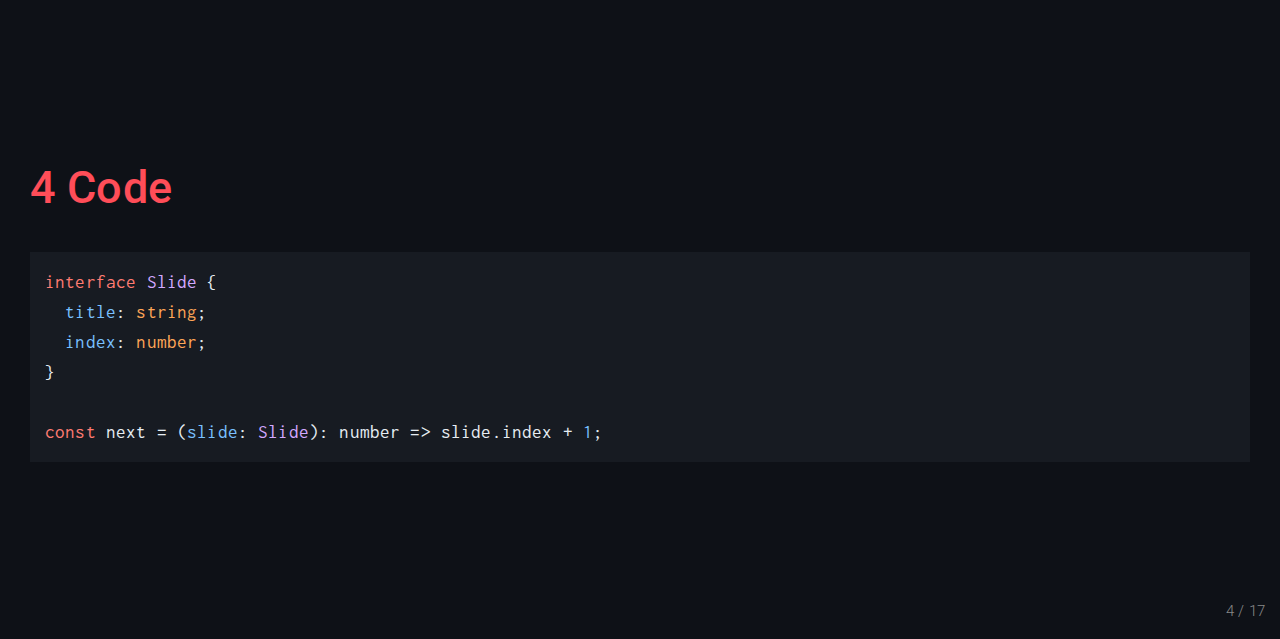 4 Code
interface Slide {
  title: string;
  index: number;
}
const next = (slide: Slide): number => slide.index + 1;
4 / 17